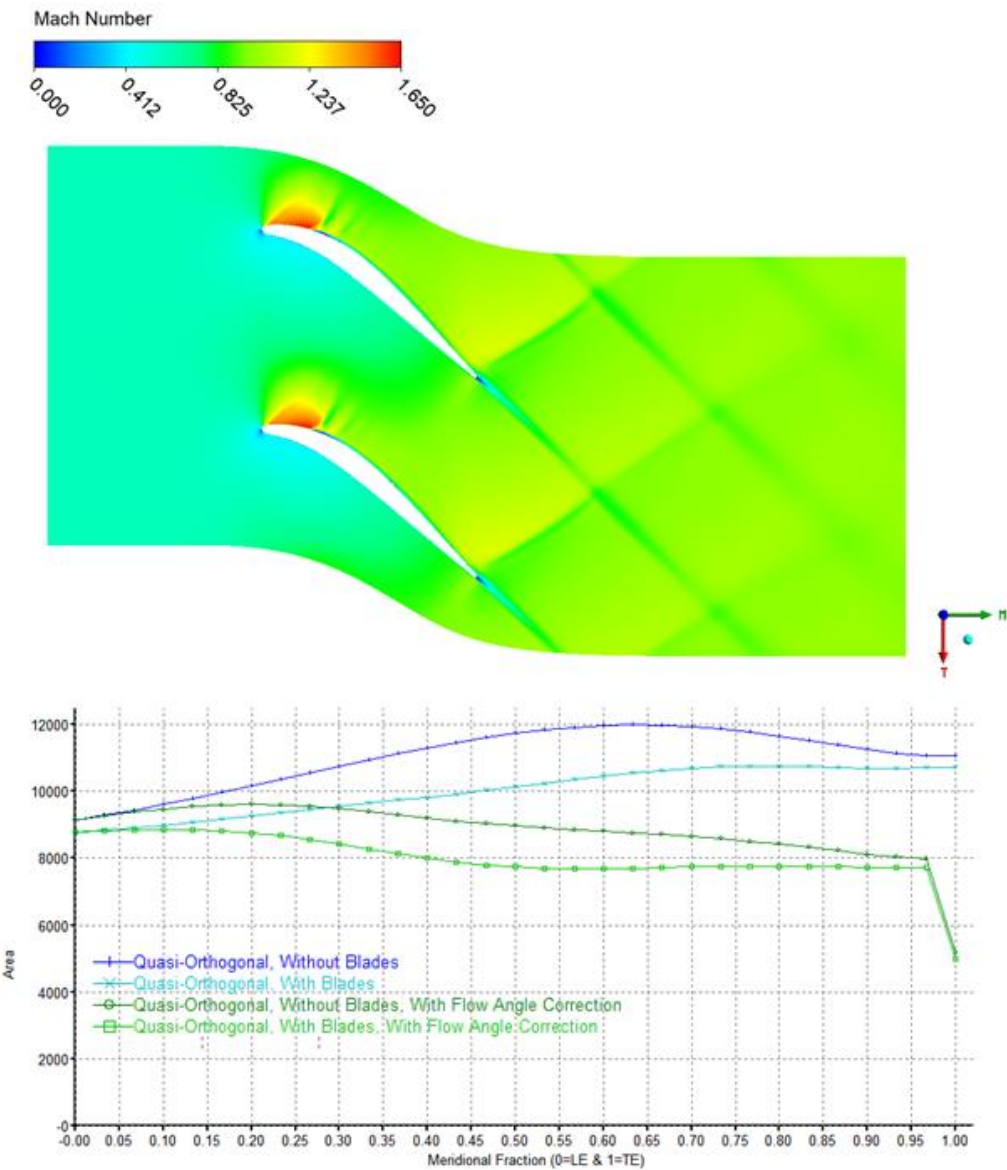 Mach Number
0.000 0.412 0.825 1.237 1.650
M
T
12000
10000
8000
6000
4000
2000
-0
Area
Quasi-Orthogonal, Without Blades
Quasi-Orthogonal, With Blades
Quasi-Orthogonal, Without Blades, With Flow Angle Correction
Quasi-Orthogonal, With Blades, With Flow Angle Correction
-0.00 0.05 0.10 0.15 0.20 0.25 0.30 0.35 0.40 0.45 0.50 0.55 0.60 0.65 0.70 0.75 0.80 0.85 0.90 0.95 1.00
Meridional Fraction (0=LE & 1=TE)